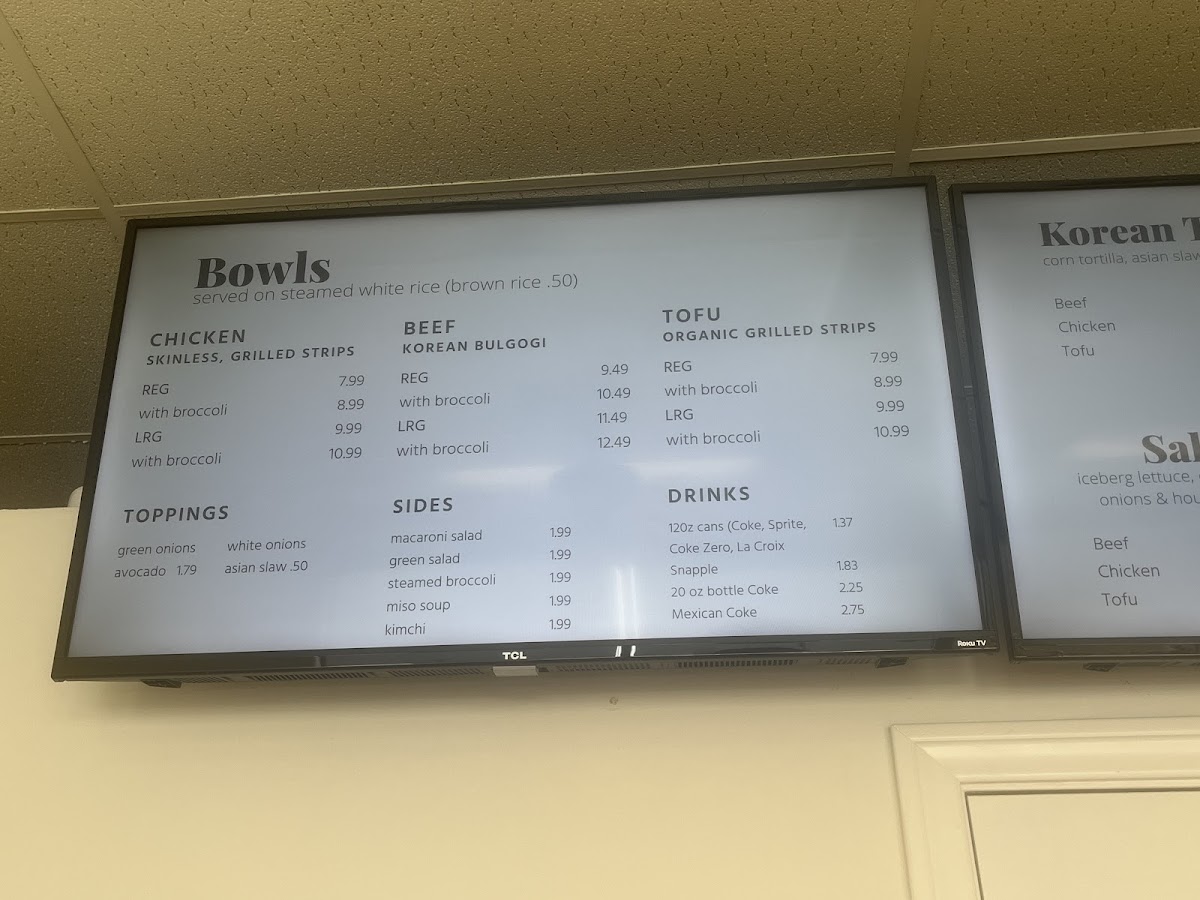 Bowls
served on steamed white rice (brown rice .50)
CHICKEN
SKINLESS, GRILLED STRIPS
REG 7.99
with broccoli 8.99
LRG 9.99
with broccoli 10.99
BEEF
KOREAN BULGOGI
REG 9.49
with broccoli 10.49
LRG 11.49
with broccoli 12.49
TOFU
ORGANIC GRILLED STRIPS
REG 7.99
with broccoli 8.99
LRG 9.99
with broccoli 10.99
TOPPINGS
green onions white onions
avocado 1.79 asian slaw .50
SIDES
macaroni salad 1.99
green salad 1.99
steamed broccoli 1.99
miso soup 1.99
kimchi 1.99
DRINKS
120z cans (Coke, Sprite, 1.37
Coke Zero, La Croix
Snapple 1.83
20 oz bottle Coke 2.25
Mexican Coke 2.75
TCL
Roku TV
Korean
corn tortilla, asian slaw
Beef
Chicken
Tofu
iceberg lettuce,
onions &
Beef
Chicken
Tofu